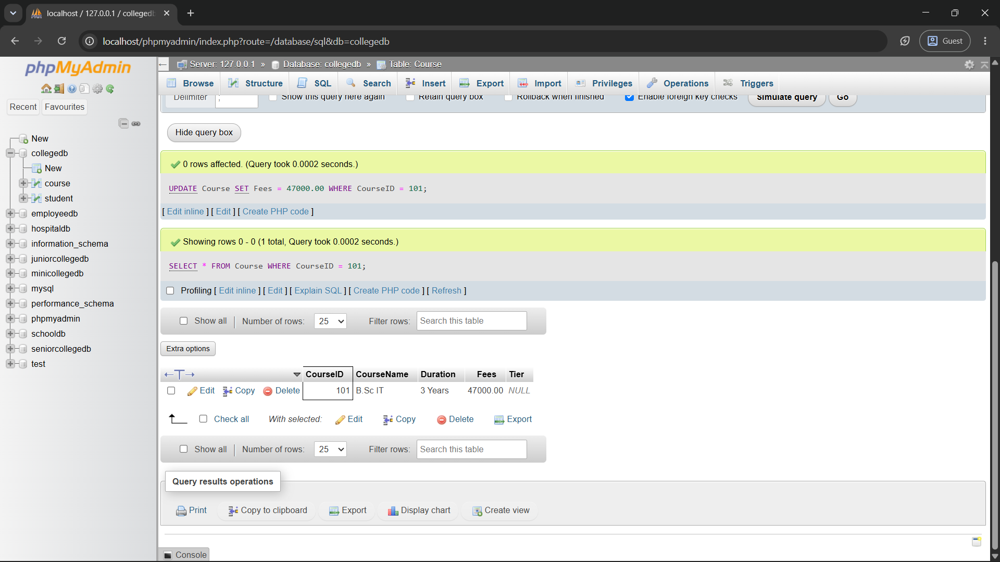 localhost / 127.0.0.1 / collegedb
localhost/phpmyadmin/index.php?route=/database/sql&db=collegedb
Guest
phpMyAdmin
Recent
Favourites
New
collegedb
New
course
student
employeedb
hospitaldb
information_schema
juniorcollegedb
minicollegedb
mysql
performance_schema
phpmyadmin
schooldb
seniorcollegedb
test
Server: 127.0.0.1 » Database: collegedb » Table: Course
Browse Structure SQL Search Insert Export Import Privileges Operations Triggers
Delimiter ; Show this query here again Retain query box Rollback when finished Enable foreign key checks Simulate query Go
Hide query box
0 rows affected. (Query took 0.0002 seconds.)
UPDATE Course SET Fees = 47000.00 WHERE CourseID = 101;
[ Edit inline ] [ Edit ] [ Create PHP code ]
Showing rows 0 - 0 (1 total, Query took 0.0002 seconds.)
SELECT * FROM Course WHERE CourseID = 101;
Profiling [ Edit inline ] [ Edit ] [ Explain SQL ] [ Create PHP code ] [ Refresh ]
Show all Number of rows: 25 Filter rows: Search this table
Extra options
←T→ CourseID CourseName Duration Fees Tier
Edit Copy Delete 101 B.Sc IT 3 Years 47000.00 NULL
Check all With selected: Edit Copy Delete Export
Show all Number of rows: 25 Filter rows: Search this table
Query results operations
Print Copy to clipboard Export Display chart Create view
Console